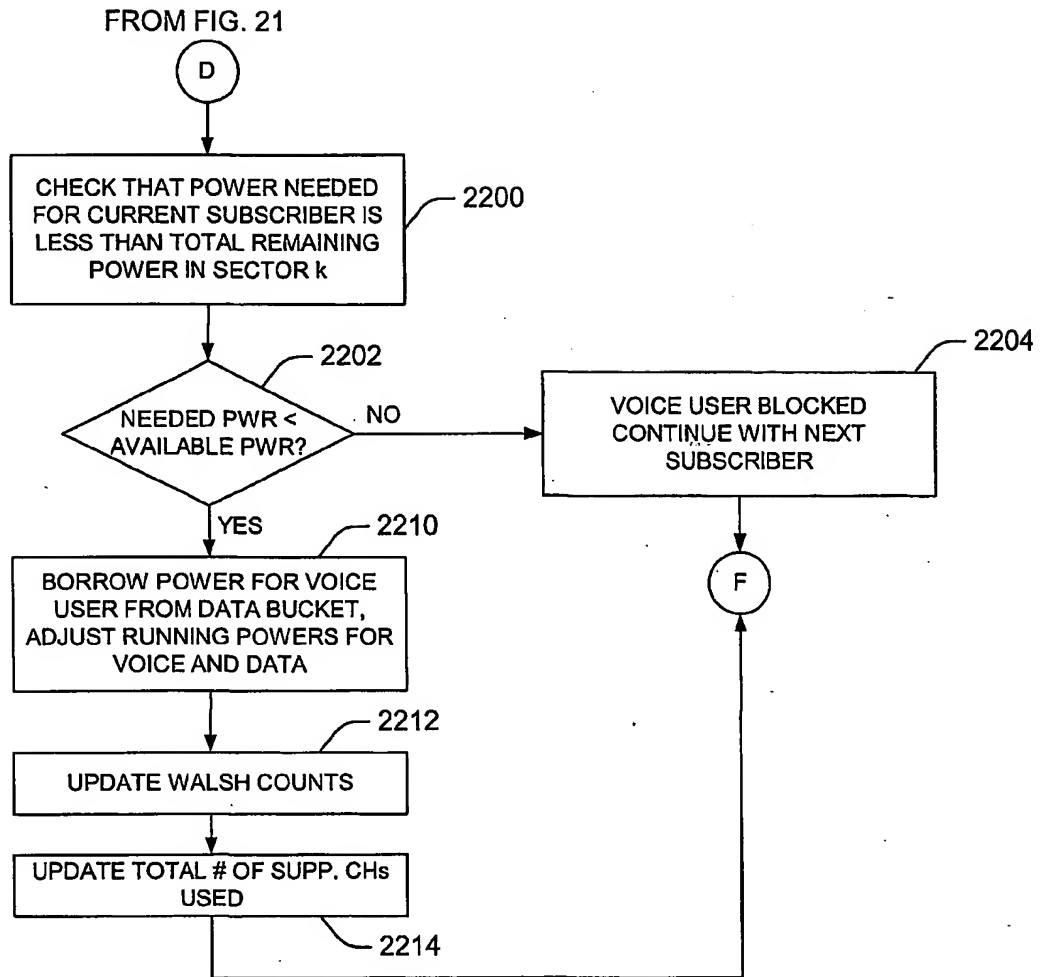 FROM FIG. 21
D
CHECK THAT POWER NEEDED
FOR CURRENT SUBSCRIBER IS
LESS THAN TOTAL REMAINING
POWER IN SECTOR k
2200
2202
NEEDED PWR <
AVAILABLE PWR?
NO
2204
VOICE USER BLOCKED
CONTINUE WITH NEXT
SUBSCRIBER
YES
2210
BORROW POWER FOR VOICE
USER FROM DATA BUCKET,
ADJUST RUNNING POWERS FOR
VOICE AND DATA
F
2212
UPDATE WALSH COUNTS
UPDATE TOTAL # OF SUPP. CHs
USED
2214